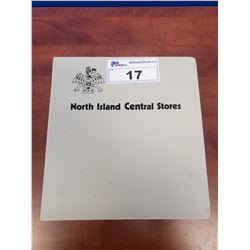 17
North Island Central Stores